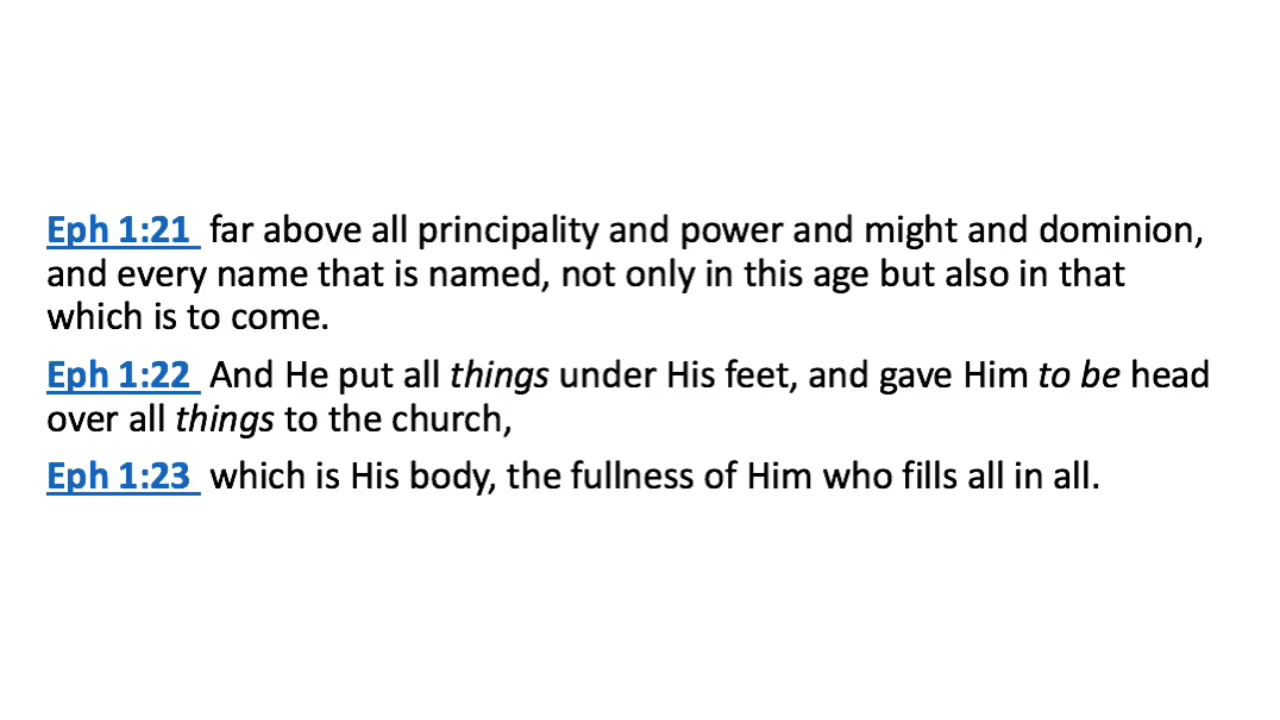 Eph 1:21 far above all principality and power and might and dominion,
and every name that is named, not only in this age but also in that
which is to come.
Eph 1:22 And He put all things under His feet, and gave Him to be head
over all things to the church,
Eph 1:23 which is His body, the fullness of Him who fills all in all.